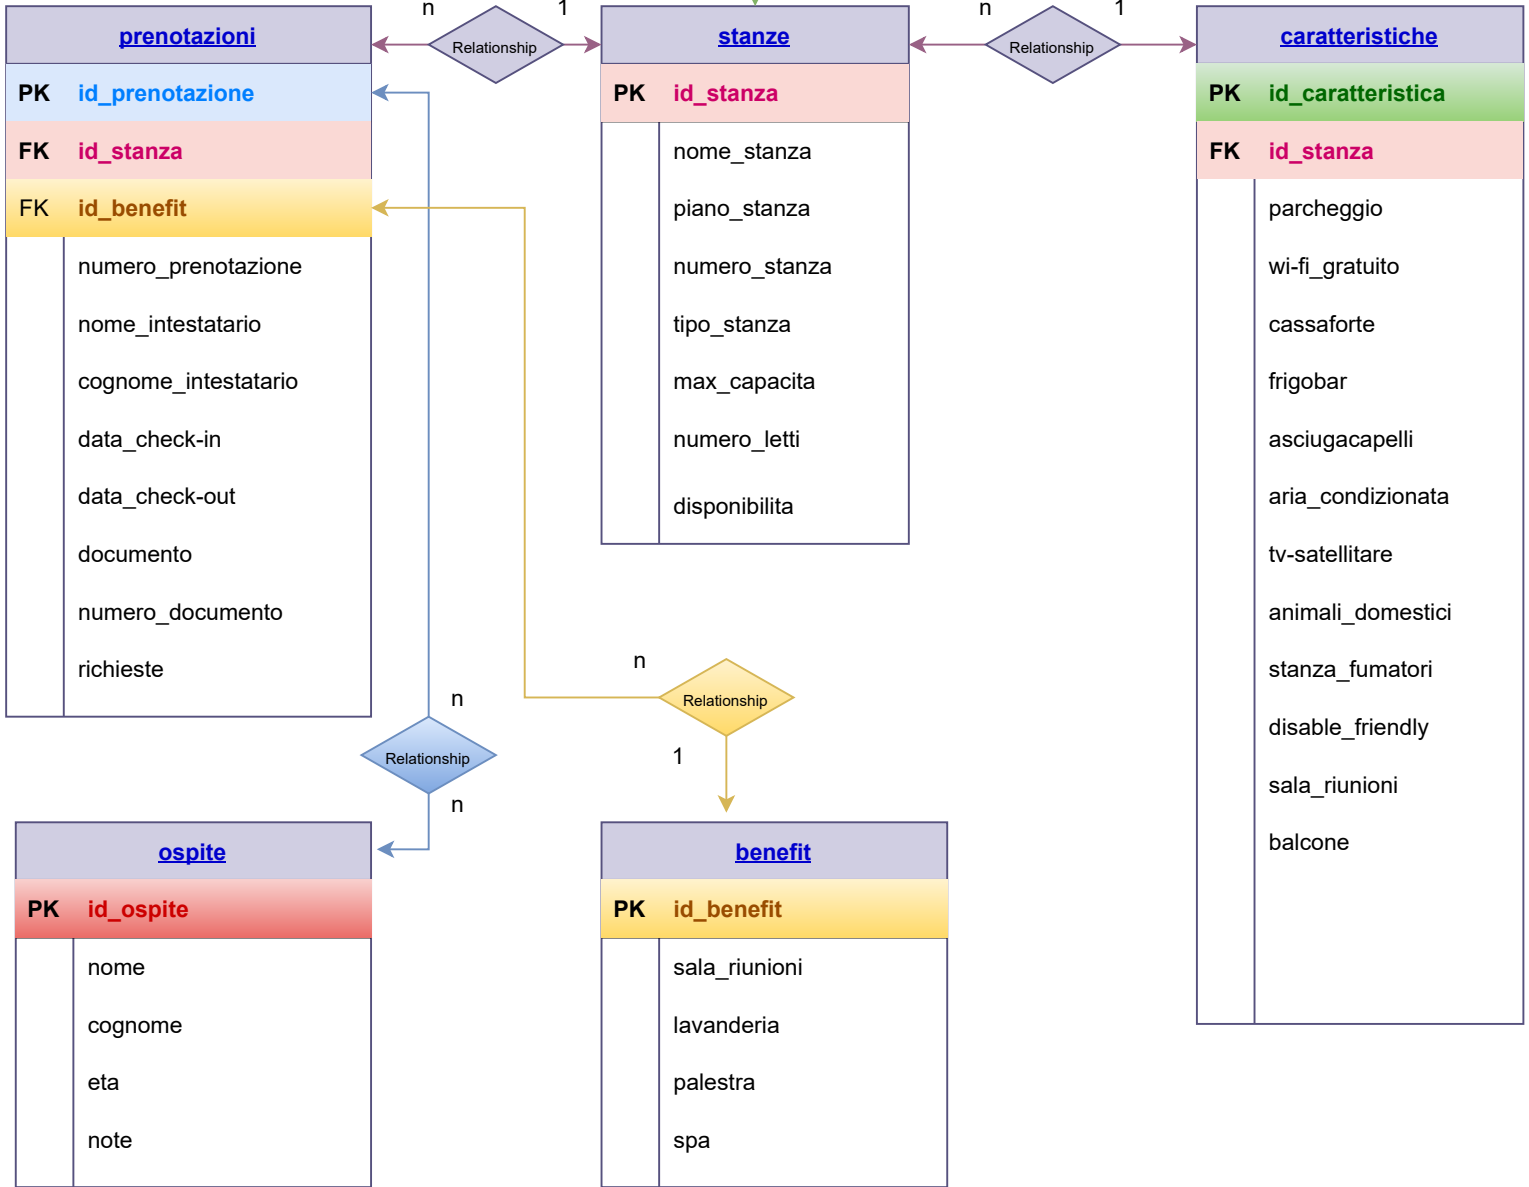 n
1
n
1
prenotazioni
Relationship
stanze
Relationship
caratteristiche
PK id_prenotazione
FK id_stanza
FK id_benefit
numero_prenotazione
nome_intestatario
cognome_intestatario
data_check-in
data_check-out
documento
numero_documento
richieste
PK id_stanza
nome_stanza
piano_stanza
numero_stanza
tipo_stanza
max_capacita
numero_letti
disponibilita
PK id_caratteristica
FK id_stanza
parcheggio
wi-fi_gratuito
cassaforte
frigobar
asciugacapelli
aria_condizionata
tv-satellitare
animali_domestici
stanza_fumatori
disable_friendly
sala_riunioni
balcone
n
Relationship
n
n
Relationship
1
ospite
PK id_ospite
nome
cognome
eta
note
benefit
PK id_benefit
sala_riunioni
lavanderia
palestra
spa